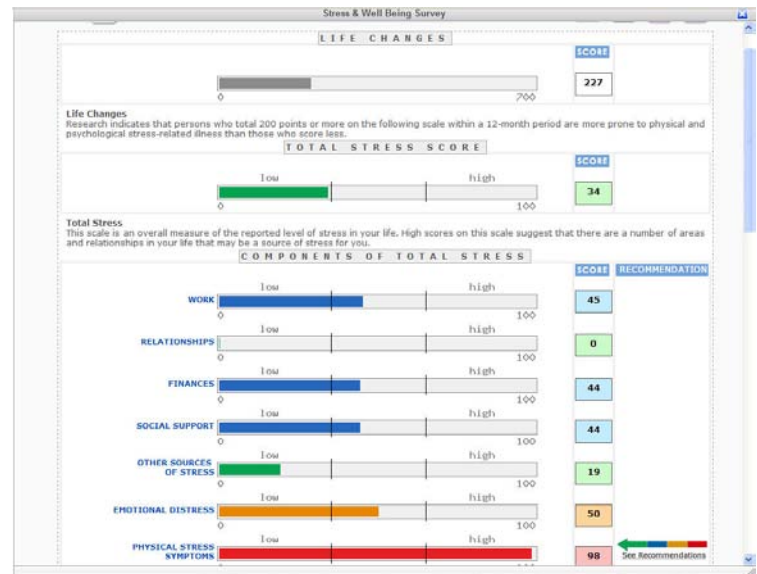 Stress & Well Being Survey
LIFE CHANGES
SCORE
227
0 700
Life Changes
Research indicates that persons who total 200 points or more on the following scale within a 12-month period are more prone to physical and
psychological stress-related illness than those who score less.
TOTAL STRESS SCORE
SCORE
low high
34
0 100
Total Stress
This scale is an overall measure of the reported level of stress in your life. High scores on this scale suggest that there are a number of areas
and relationships in your life that may be a source of stress for you.
COMPONENTS OF TOTAL STRESS
SCORE RECOMMENDATION
low high
WORK 45
0 100
low high
RELATIONSHIPS 0
0 100
low high
FINANCES 44
0 100
low high
SOCIAL SUPPORT 44
0 100
low high
OTHER SOURCES
OF STRESS 19
0 100
low high
EMOTIONAL DISTRESS 50
0 100
low high
PHYSICAL STRESS
SYMPTOMS 98 See Recommendations